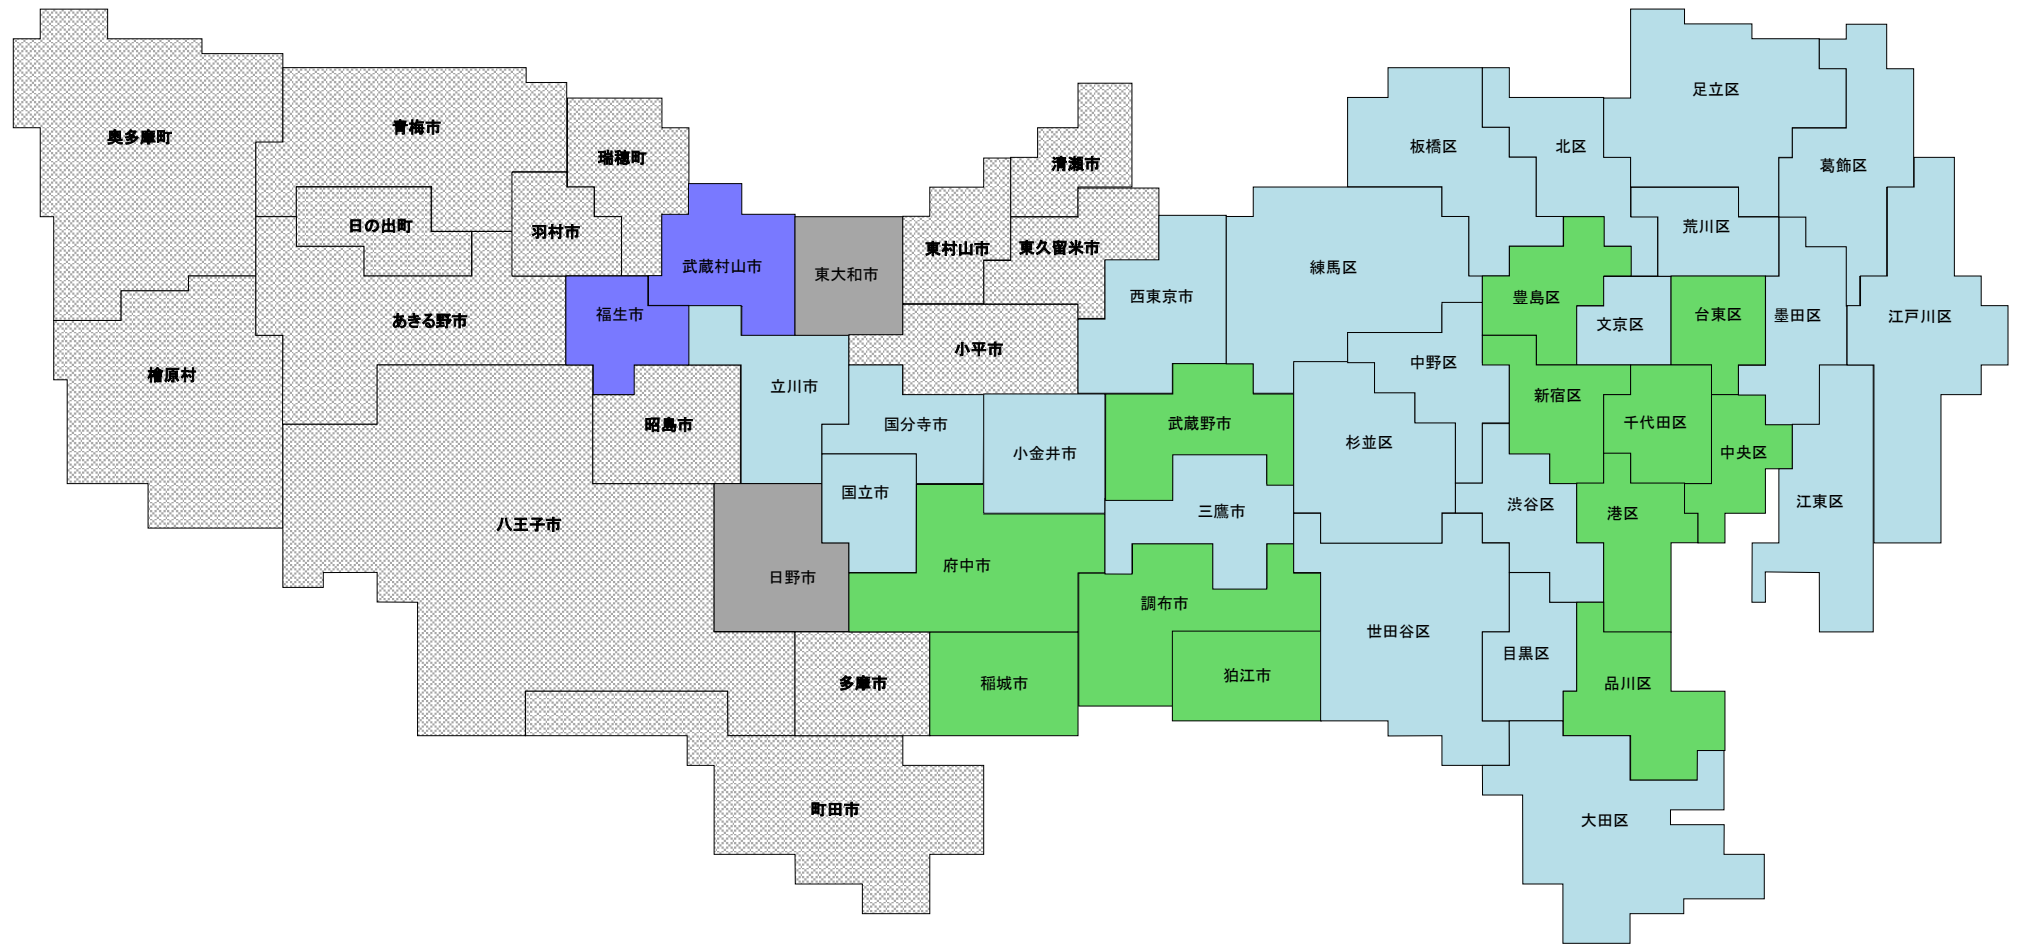 足立区
青梅市
奥多摩町
板橋区
北区
瑞穂町
清瀬市
葛飾区
日の出町
羽村市
荒川区
東村山市
東久留米市
武蔵村山市
東大和市
練馬区
西東京市
豊島区
福生市
あきる野市
文京区
台東区
墨田区
江戸川区
小平市
中野区
檜原村
立川市
新宿区
昭島市
国分寺市
武蔵野市
千代田区
杉並区
小金井市
中央区
国立市
渋谷区
江東区
八王子市
三鷹市
港区
府中市
日野市
調布市
世田谷区
目黒区
狛江市
多摩市
稲城市
品川区
町田市
大田区